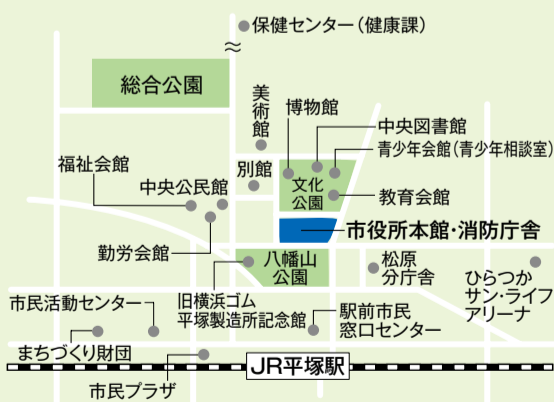 保健センター(健康課)
総合公園
美術館
博物館
中央図書館
青少年会館(青少年相談室)
福祉会館
中央公民館
別館
文化
公園
教育会館
市役所本館・消防庁舎
勤労会館
八幡山
公園
松原
分庁舎
ひらつか
サン・ライフ
アリーナ
旧横浜ゴム
平塚製造所記念館
駅前市民
窓口センター
市民活動センター
まちづくり財団
市民プラザ
JR平塚駅